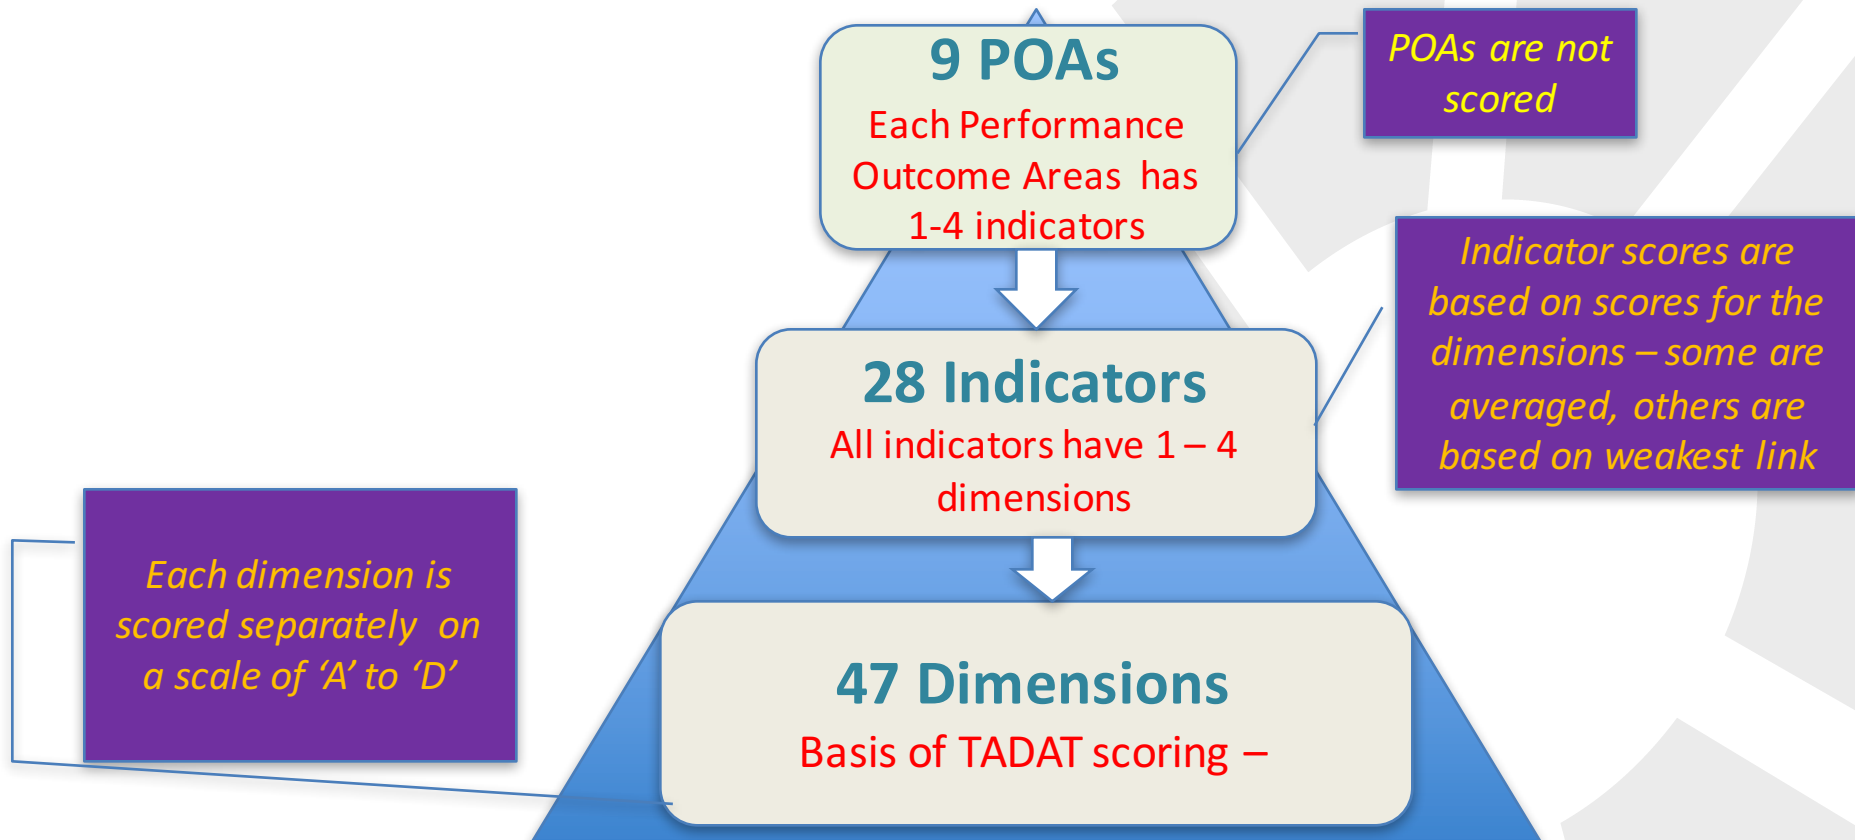 9 POAs
Each Performance
Outcome Areas has
1-4 indicators
POAs are not
scored
28 Indicators
All indicators have 1 – 4
dimensions
Indicator scores are
based on scores for the
dimensions – some are
averaged, others are
based on weakest link
Each dimension is
scored separately on
a scale of ‘A’ to ‘D’
47 Dimensions
Basis of TADAT scoring –